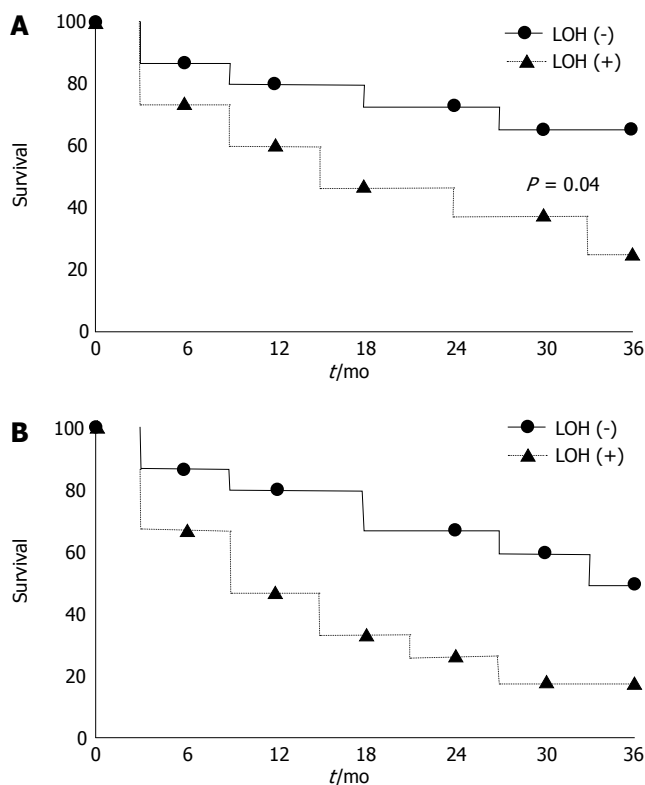 A
LOH (-)
LOH (+)
100
80
60
40
20
0
Survival
P = 0.04
0 6 12 18 24 30 36
t/mo
B
LOH (-)
LOH (+)
100
80
60
40
20
0
Survival
0 6 12 18 24 30 36
t/mo